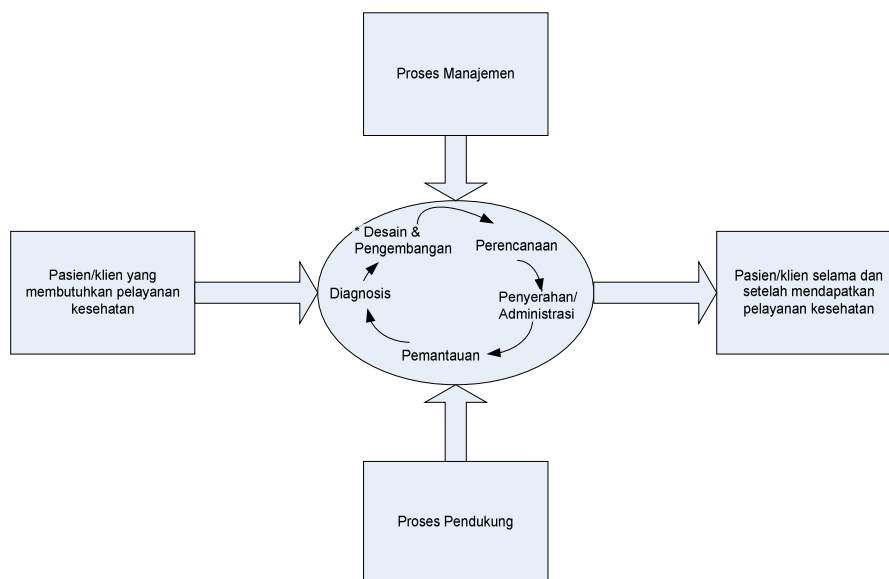 Proses Manajemen
* Desain &
Pengembangan
Perencanaan
Pasien/klien yang
membutuhkan pelayanan
kesehatan
Diagnosis
Penyerahan/
Administrasi
Pemantauan
Pasien/klien selama dan
setelah mendapatkan
pelayanan kesehatan
Proses Pendukung